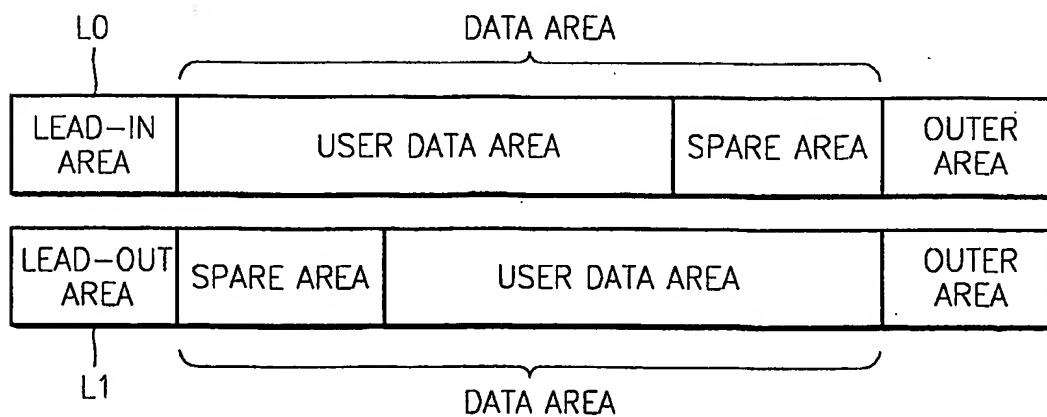 L0
DATA AREA
LEAD-IN
AREA
USER DATA AREA
SPARE AREA
OUTER
AREA
LEAD-OUT
AREA
SPARE AREA
USER DATA AREA
OUTER
AREA
L1
DATA AREA